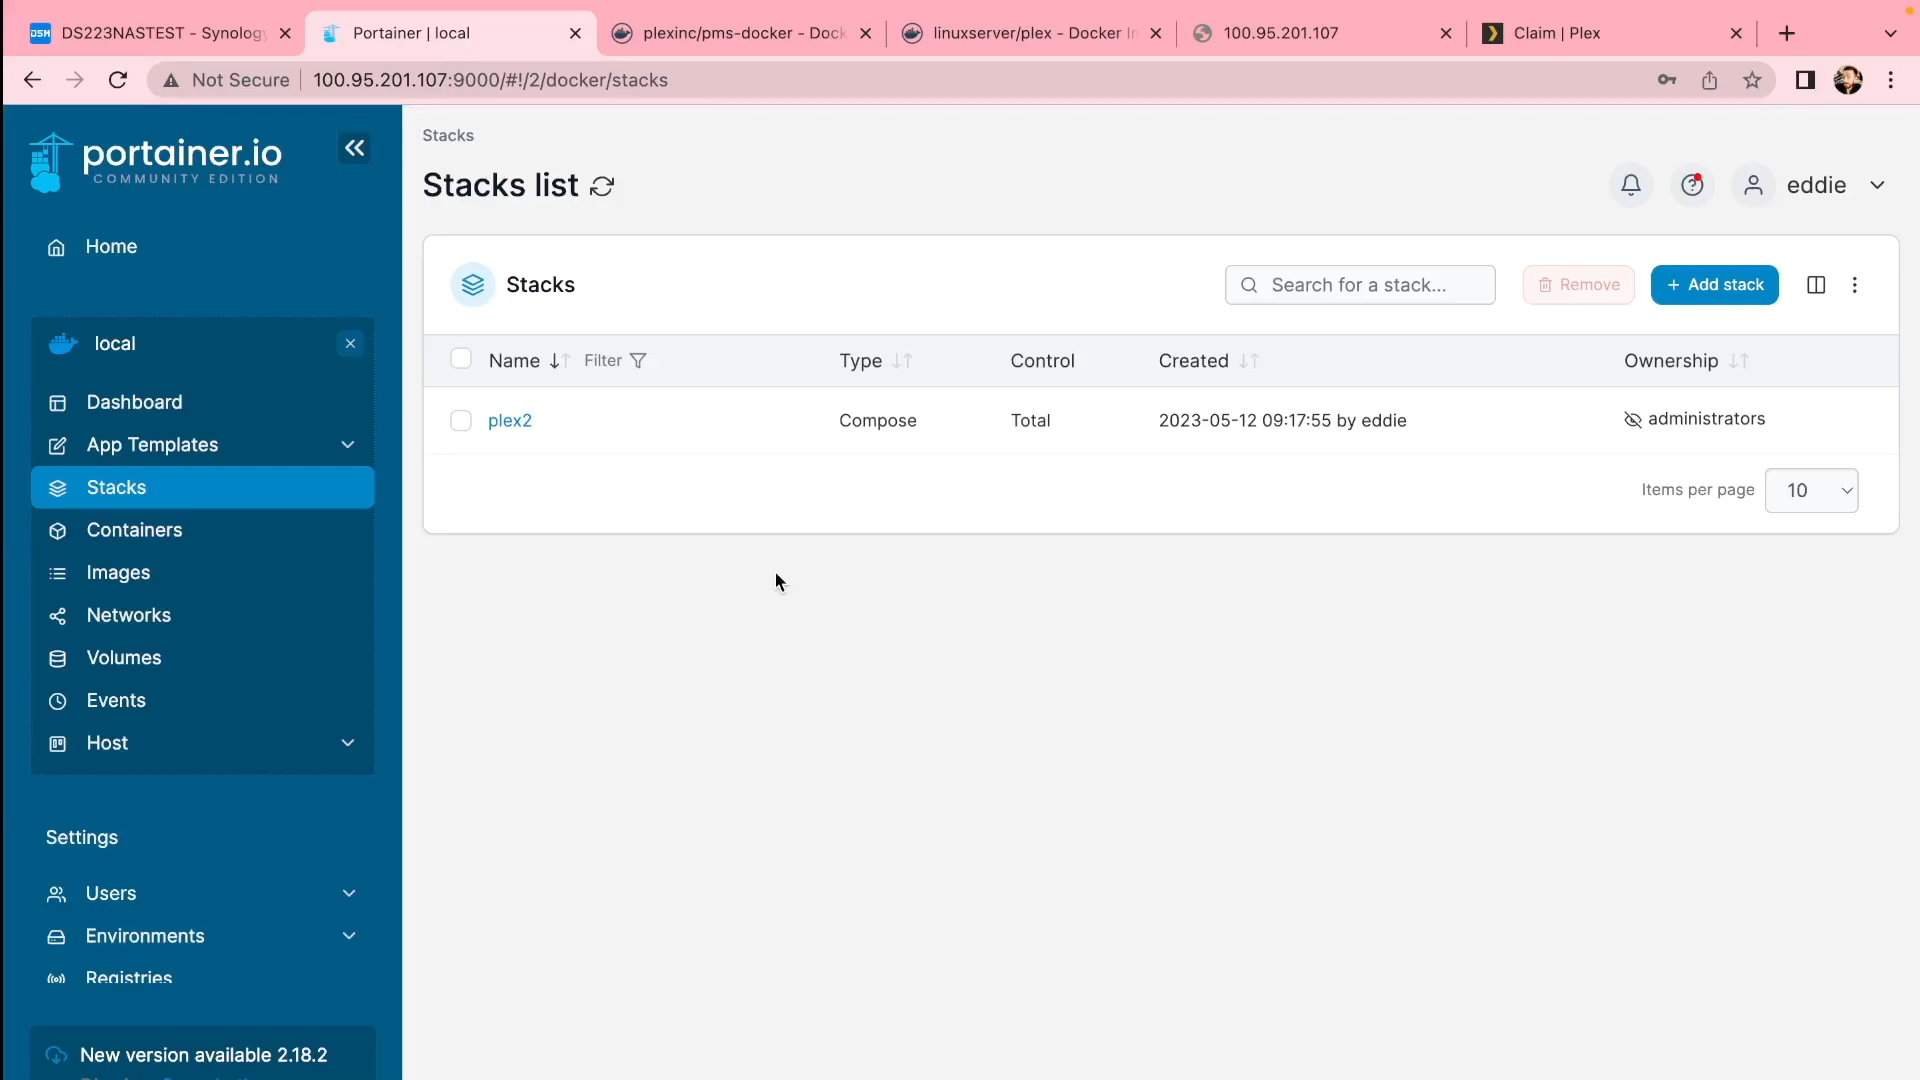 DS223NASTEST - Synology
Portainer | local
plexinc/pms-docker - Dock
linuxserver/plex - Docker I
100.95.201.107
Claim | Plex
Not Secure
100.95.201.107:9000/#!/2/docker/stacks
portainer.io
COMMUNITY EDITION
Home
local
Dashboard
App Templates
Stacks
Containers
Images
Networks
Volumes
Events
Host
Settings
Users
Environments
Registries
New version available 2.18.2
Stacks
Stacks list
eddie
Stacks
Search for a stack...
Remove
+ Add stack
Name Filter Type Control Created Ownership
plex2 Compose Total 2023-05-12 09:17:55 by eddie administrators
Items per page 10